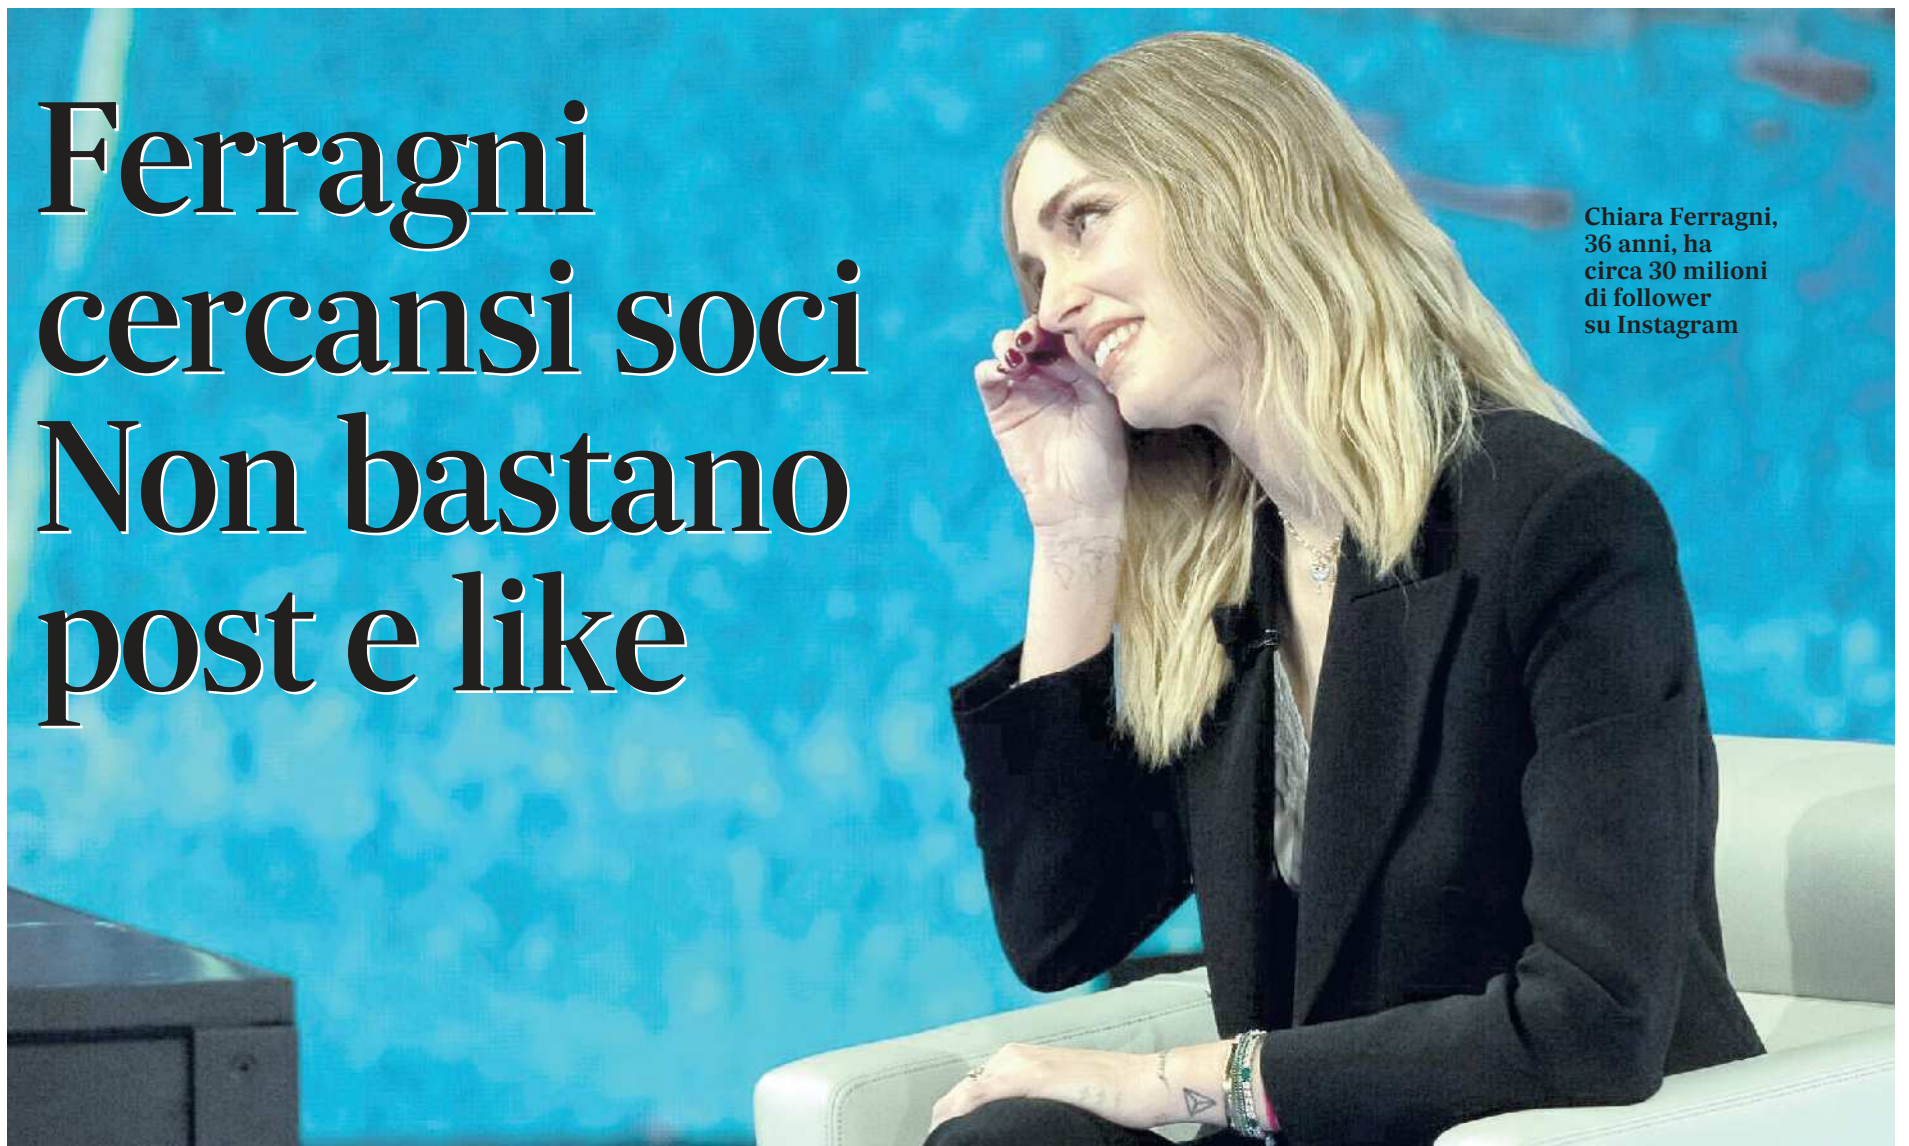 Ferragni
cercansi soci
Non bastano
post e like
Chiara Ferragni,
36 anni, ha
circa 30 milioni
di follower
su Instagram